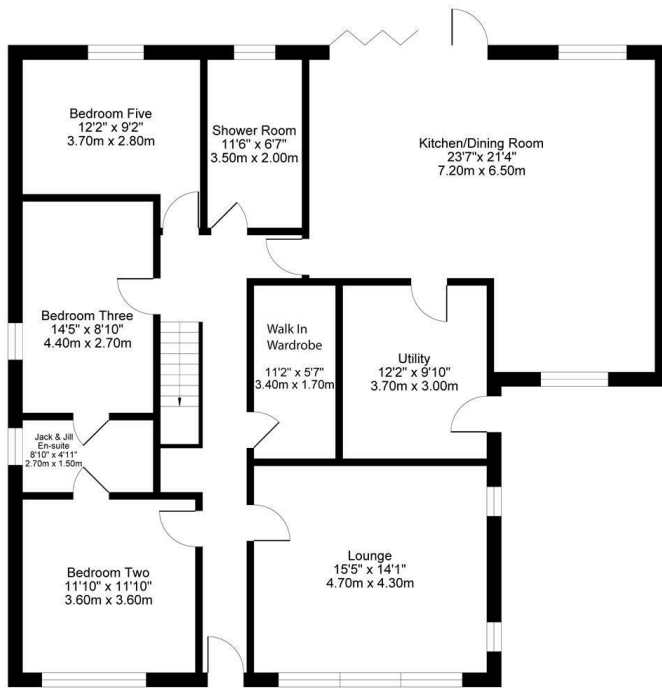 Bedroom Five
12'2" x 9'2"
3.70m x 2.80m
Shower Room
11'6" x 6'7"
3.50m x 2.00m
Kitchen/Dining Room
23'7"x 21'4"
7.20m x 6.50m
Bedroom Three
14'5" x 8'10"
4.40m x 2.70m
Walk In
Wardrobe
11'2" x 5'7"
3.40m x 1.70m
Utility
12'2" x 9'10"
3.70m x 3.00m
Jack & Jill
En-suite
8'10" x 4'11"
2.70m x 1.50m
Bedroom Two
11'10" x 11'10"
3.60m x 3.60m
Lounge
15'5" x 14'1"
4.70m x 4.30m